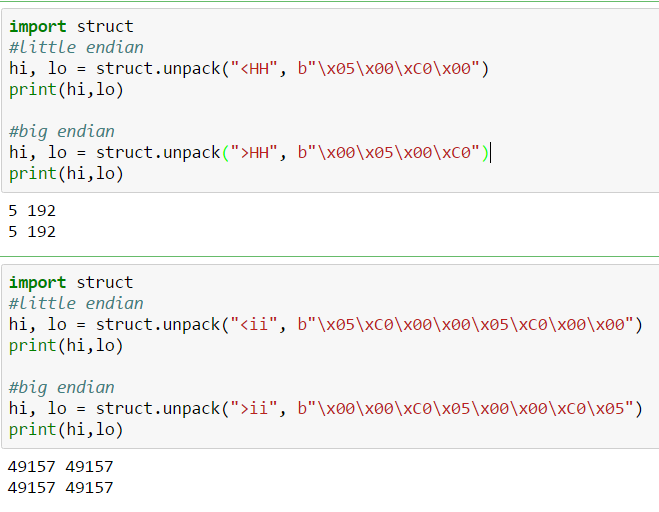 import struct
#little endian
hi, lo = struct.unpack("<HH", b"\x05\x00\xC0\x00")
print(hi,lo)
#big endian
hi, lo = struct.unpack(">HH", b"\x00\x05\x00\xC0")
print(hi,lo)
5 192
5 192
import struct
#little endian
hi, lo = struct.unpack("<ii", b"\x05\xC0\x00\x00\x05\xC0\x00\x00")
print(hi,lo)
#big endian
hi, lo = struct.unpack(">ii", b"\x00\x00\xC0\x05\x00\x00\xC0\x05")
print(hi,lo)
49157 49157
49157 49157